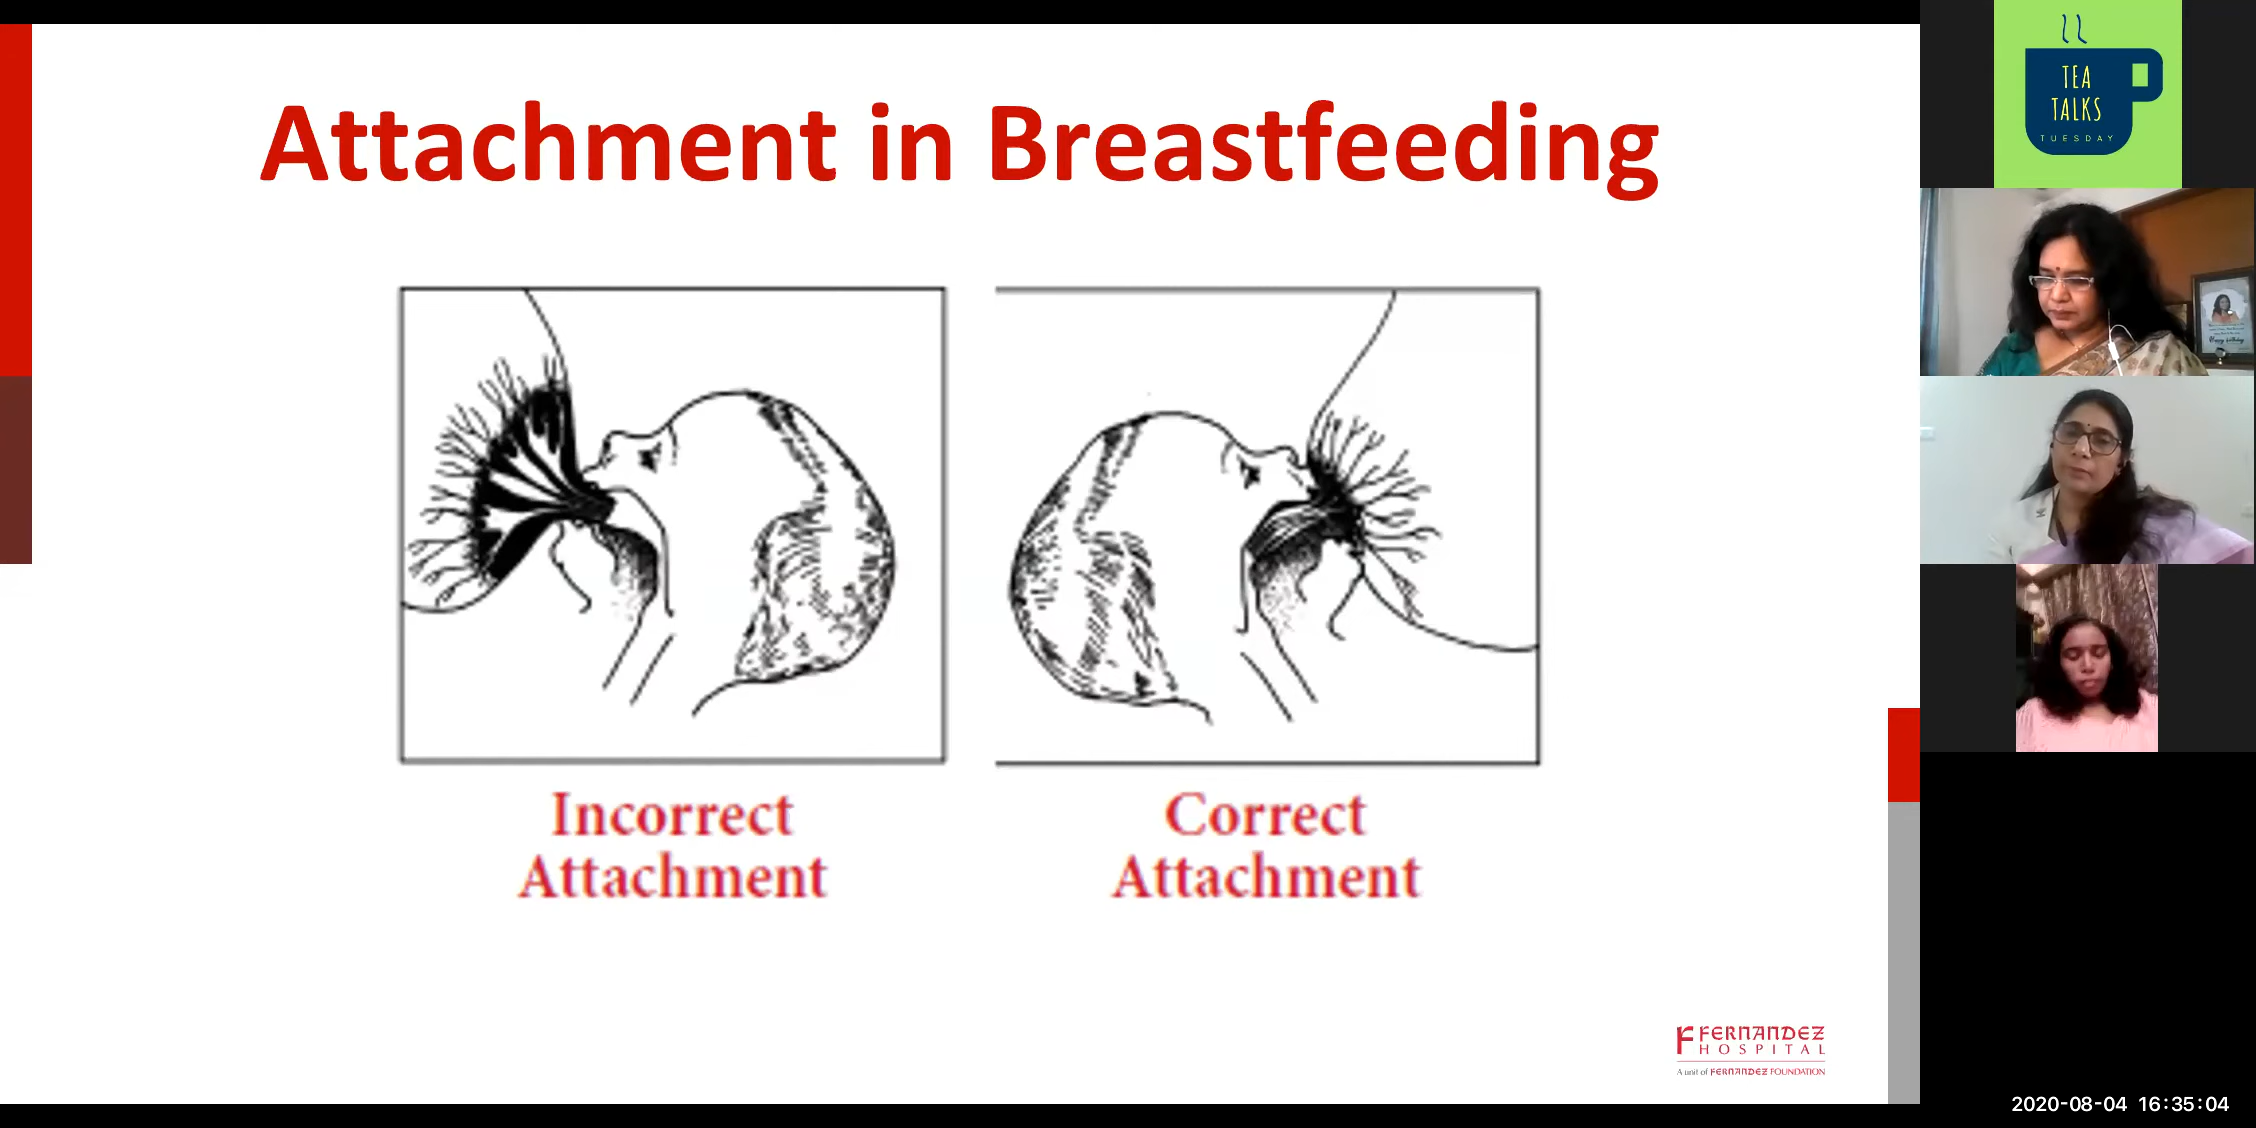 Attachment in Breastfeeding
Incorrect
Attachment
Correct
Attachment
FERNANDEZ
HOSPITAL
A unit of FERNANDEZ FOUNDATION
TEA
TALKS
TUESDAY
2020-08-04 16:35:04